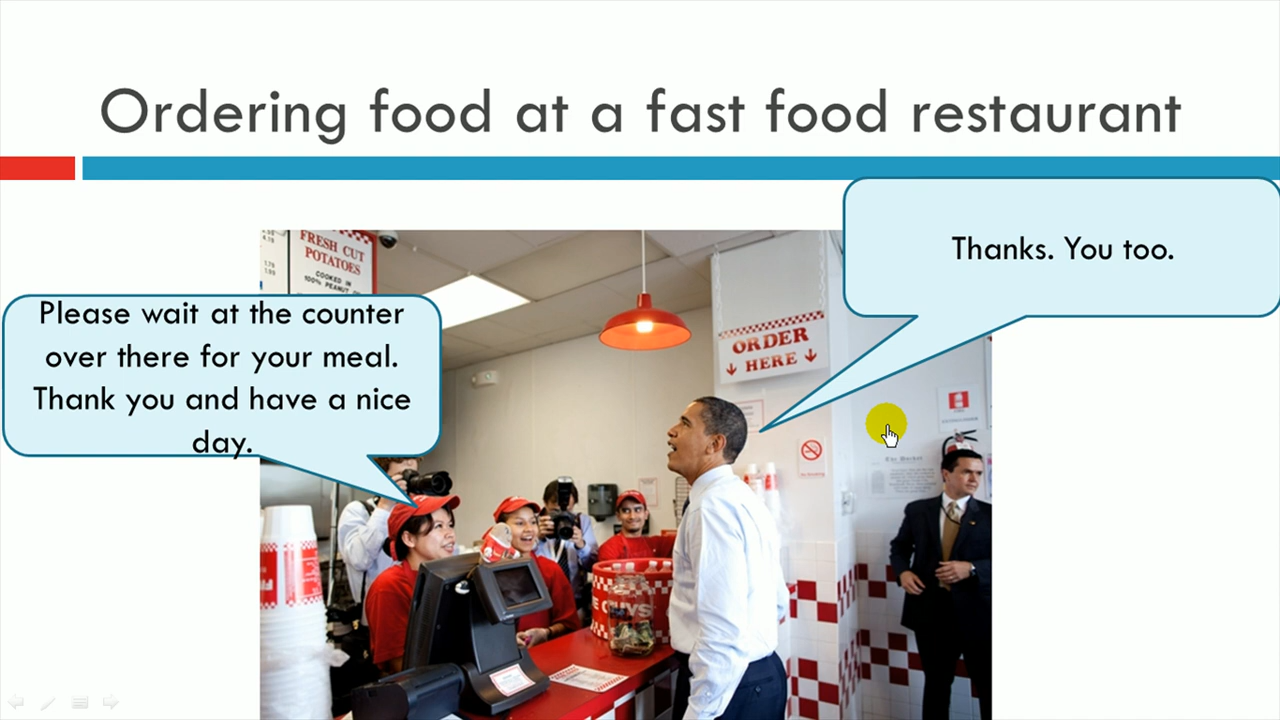 Ordering food at a fast food restaurant
Thanks. You too.
FRESH CUT
POTATOES
COOKED IN
100% PEANUT
Please wait at the counter
over there for your meal.
Thank you and have a nice
day.
ORDER
HERE
GUYS